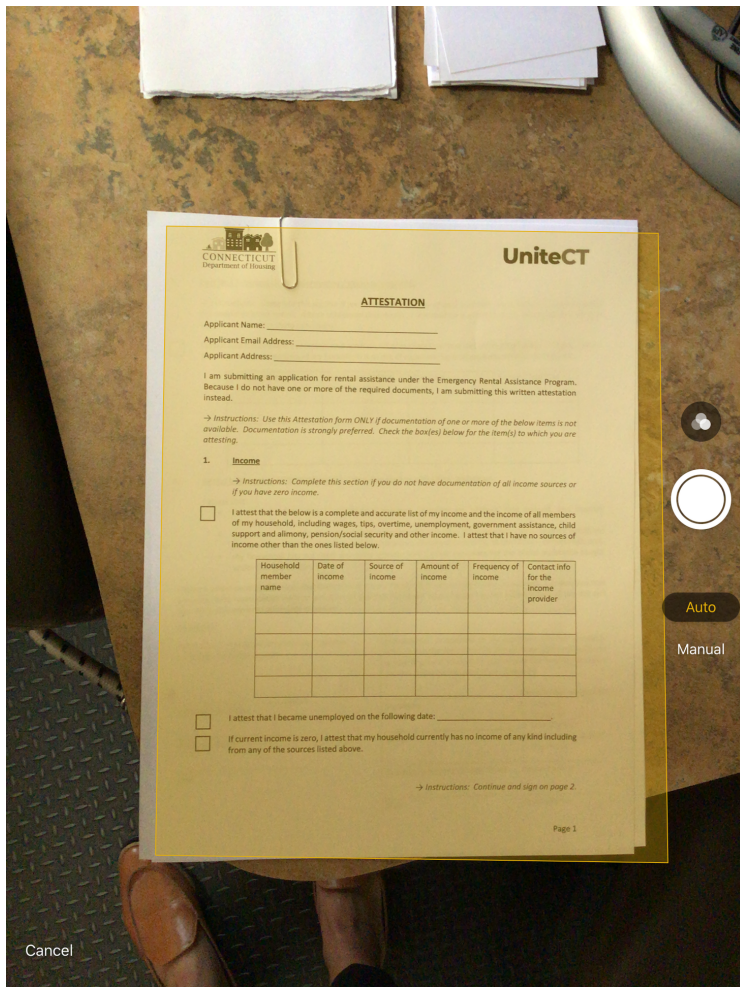 CONNECTICUT
Department of Housing
UniteCT
ATTESTATION
Applicant Name:
Applicant Email Address:
Applicant Address:
I am submitting an application for rental assistance under the Emergency Rental Assistance Program.
Because I do not have one or more of the required documents, I am submitting this written attestation
instead.
→ Instructions: Use this Attestation form ONLY if documentation of one or more of the below items is not
available. Documentation is strongly preferred. Check the box(es) below for the item(s) to which you are
attesting.
1. Income
→ Instructions: Complete this section if you do not have documentation of all income sources or
if you have zero income.
I attest that the below is a complete and accurate list of my income and the income of all members
of my household, including wages, tips, overtime, unemployment, government assistance, child
support and alimony, pension/social security and other income. I attest that I have no sources of
income other than the ones listed below.
Household member name
Date of income
Source of income
Amount of income
Frequency of income
Contact info for the income provider
I attest that I became unemployed on the following date:
If current income is zero, I attest that my household currently has no income of any kind including
from any of the sources listed above.
→ Instructions: Continue and sign on page 2.
Page 1
Auto
Manual
Cancel